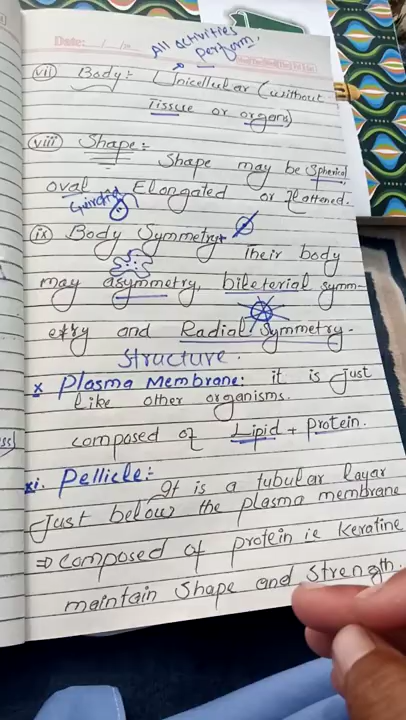 All activities
perform.
Date: / /
vii) Body:- Unicellular (without
Tissue or organs)
viii) Shape:-
Shape may be Spherical
oval Elongated or flattened.
ix) Body Symmetry:- Their body
may asymmetry, bileterial symm-
etry and Radial Symmetry.
Structure.
x Plasma Membrane: it is just
like other organisms.
composed of Lipid + protein.
xi. Pellicle:-
It is a tubular layar
Just below the plasma membrane
⇒ composed of protein ie keratine
maintain shape and strength.